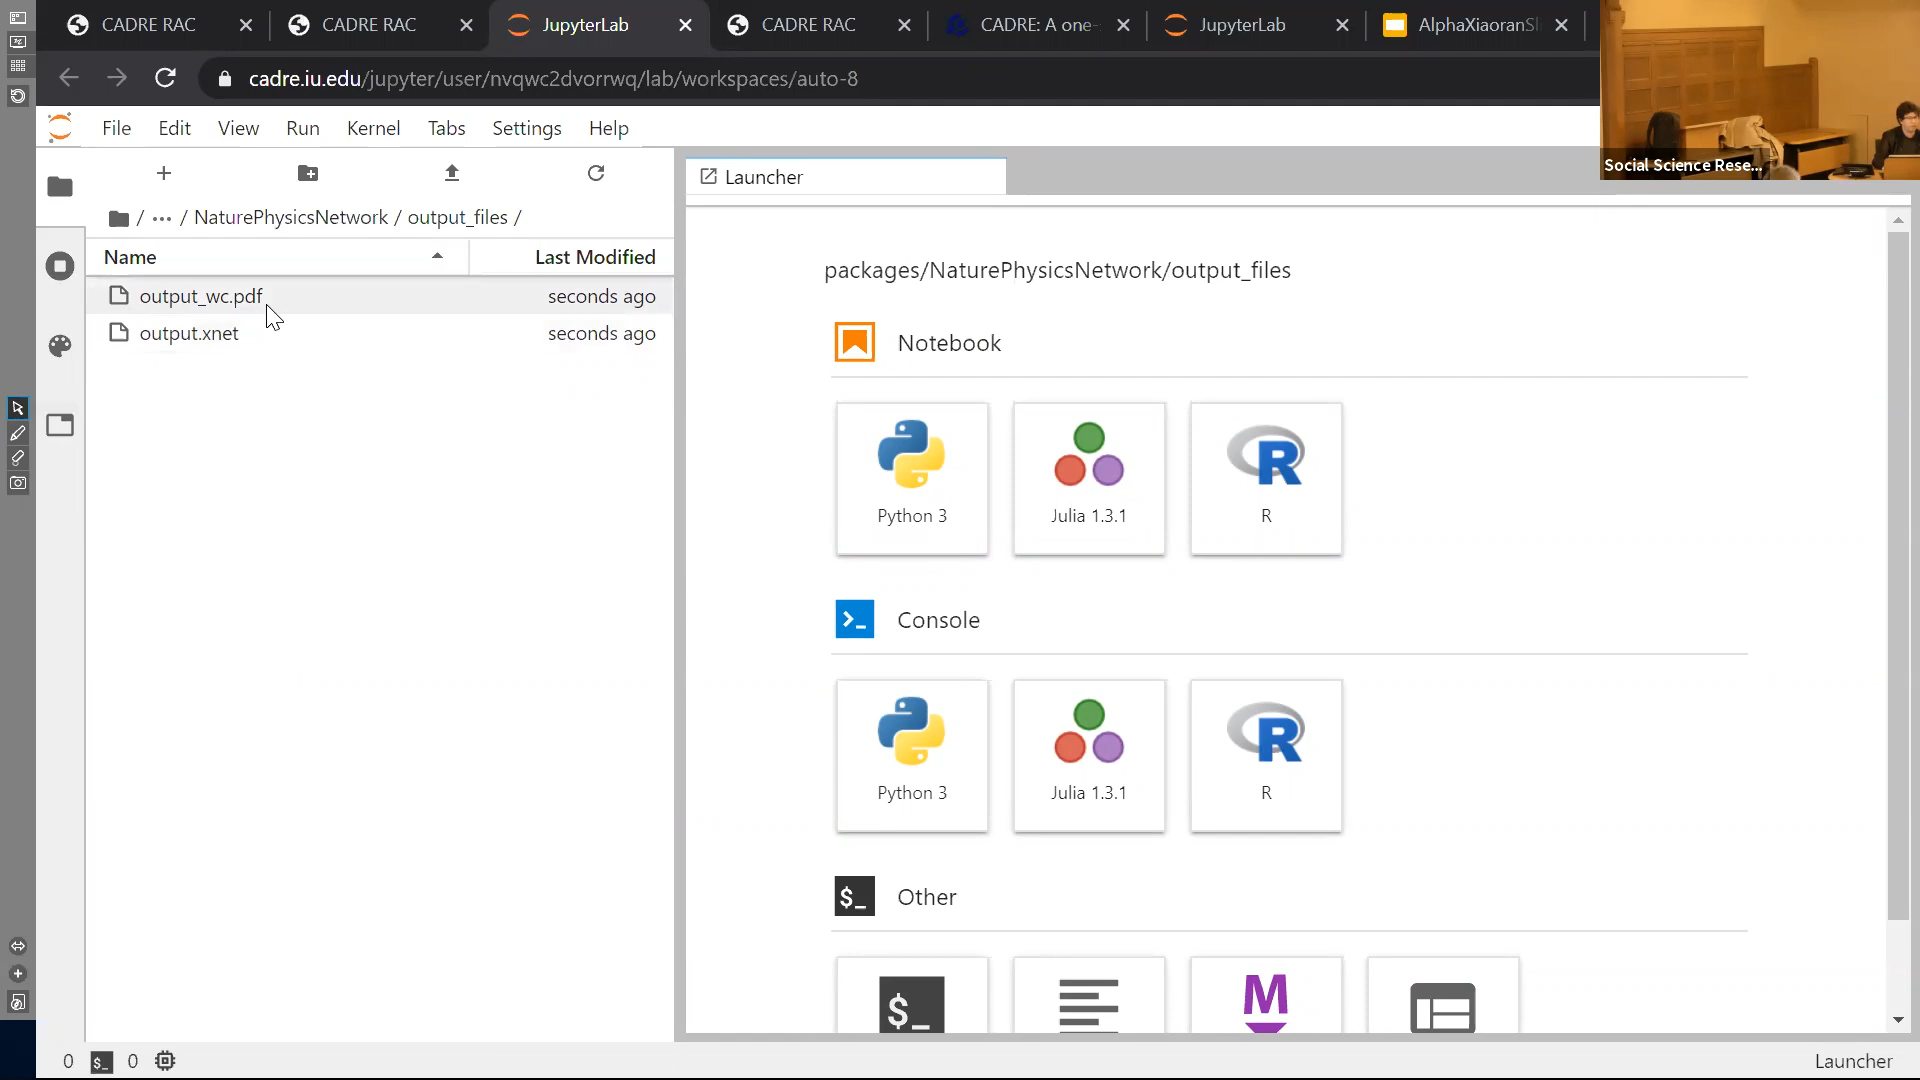 CADRE RAC
CADRE RAC
JupyterLab
CADRE RAC
CADRE: A one-
JupyterLab
AlphaXiaoranSl
cadre.iu.edu/jupyter/user/nvqwc2dvorrwq/lab/workspaces/auto-8
File Edit View Run Kernel Tabs Settings Help
Social Science Rese...
Launcher
/ ··· / NaturePhysicsNetwork / output_files /
Name Last Modified
output_wc.pdf seconds ago
output.xnet seconds ago
packages/NaturePhysicsNetwork/output_files
Notebook
Python 3
Julia 1.3.1
R
Console
Python 3
Julia 1.3.1
R
$_ Other
$_
M
0 $_ 0
Launcher